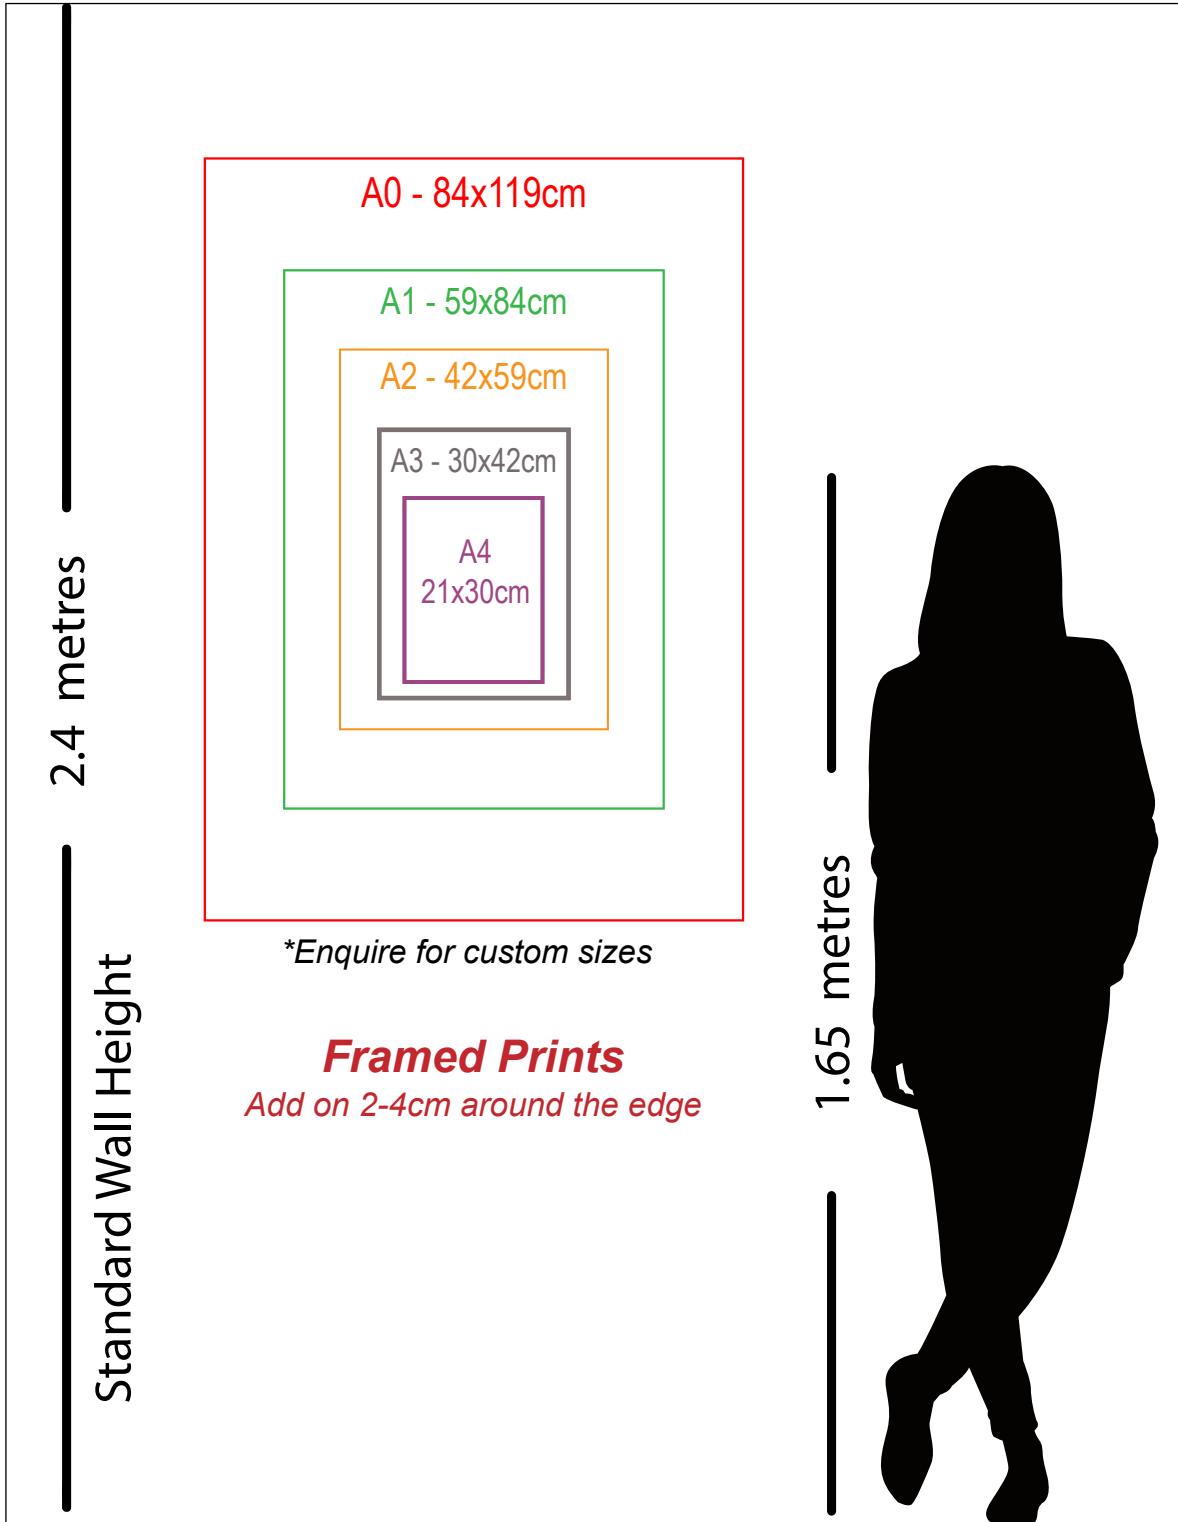 A0 - 84x119cm
A1 - 59x84cm
A2 - 42x59cm
A3 - 30x42cm
A4
21x30cm
*Enquire for custom sizes
Framed Prints
Add on 2-4cm around the edge
2.4 metres
Standard Wall Height
1.65 metres